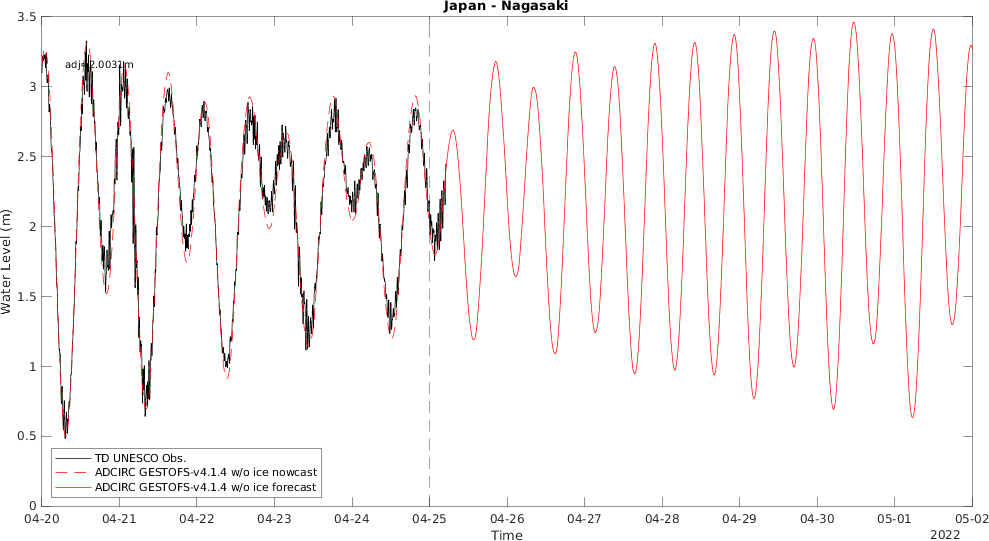 Japan - Nagasaki
3.5
3
2.5
2
1.5
1
0.5
0
Water Level (m)
adj=2.0031m
TD UNESCO Obs.
ADCIRC GESTOFS-v4.1.4 w/o ice nowcast
ADCIRC GESTOFS-v4.1.4 w/o ice forecast
04-20 04-21 04-22 04-23 04-24 04-25 04-26 04-27 04-28 04-29 04-30 05-01 05-02
Time
2022